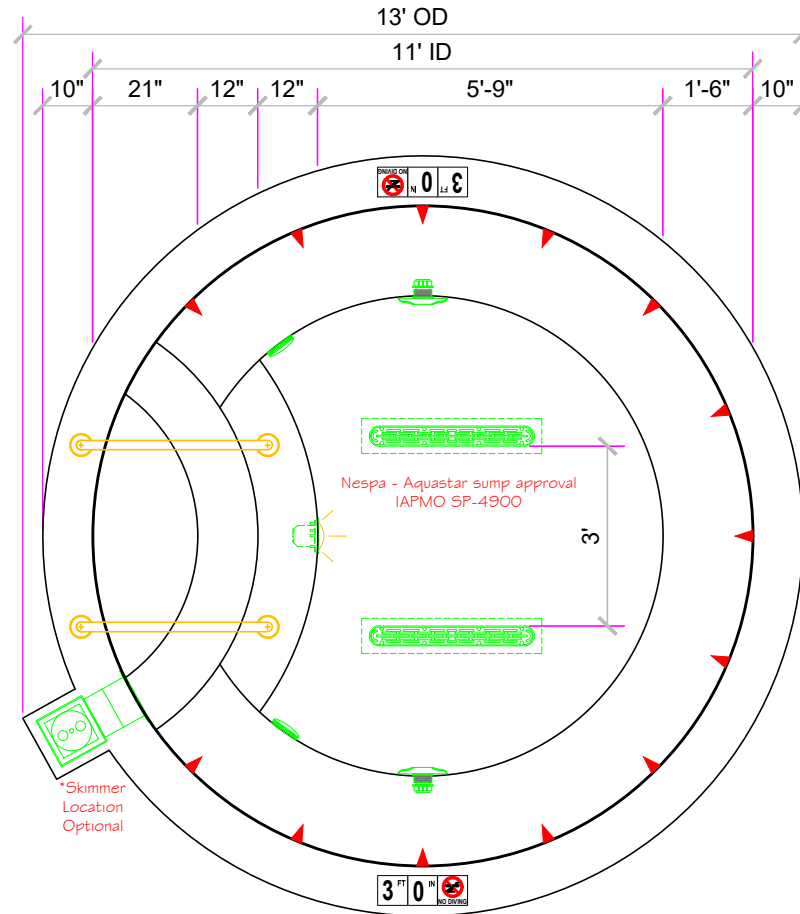 13' OD
11' ID
10" 21" 12" 12" 5'-9" 1'-6" 10"
3 FT 0 IN NO DIVING
Nespa - Aquastar sump approval
IAPMO SP-4900
3'
*Skimmer
Location
Optional
3 FT 0 IN NO DIVING